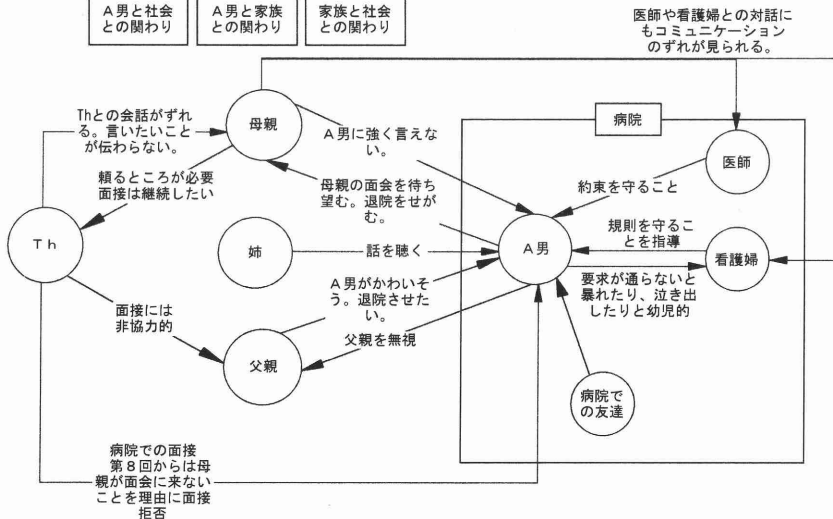 A男と社会
との関わり
A男と家族
との関わり
家族と社会
との関わり
医師や看護婦との対話に
もコミュニケーション
のずれが見られる。
Thとの会話がずれ
る。言いたいこと
が伝わらない。
母親
A男に強く言えな
い。
病院
医師
頼るところが必要
面接は継続したい
母親の面会を待ち
望む。退院をせが
む。
約束を守ること
Th
姉
話を聴く
A男
規則を守るこ
とを指導
看護婦
A男がかわいそ
う。退院させた
い。
要求が通らないと
暴れたり、泣き出
したりと幼児的
面接には
非協力的
父親を無視
父親
病院で
の友達
病院での面接
第8回からは母
親が面会に来ない
ことを理由に面接
拒否